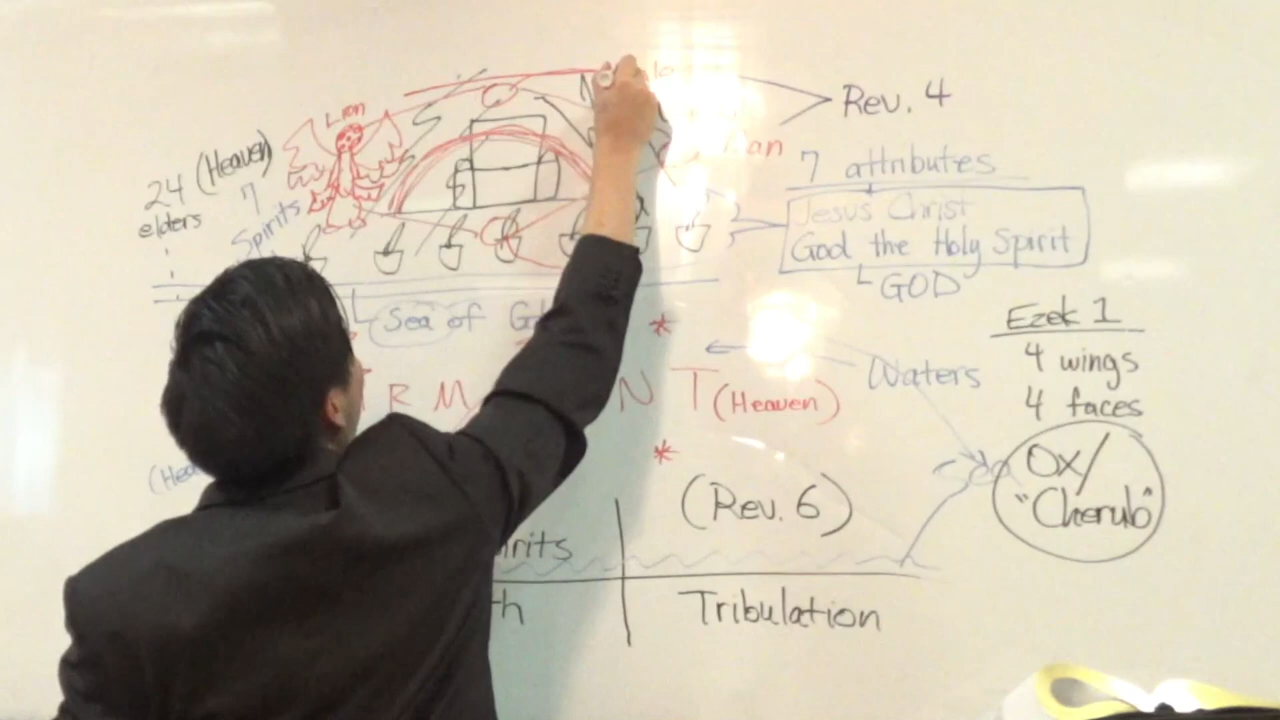 Lion
Rev. 4
24 (Heaven)
elders
7
Spirits
7 attributes
Jesus Christ
God the Holy Spirit
GOD
Sea of
*
Ezek 1
4 wings
4 faces
Waters
R M N T (Heaven)
*
Ox/
"Cherub"
(Rev. 6)
Tribulation